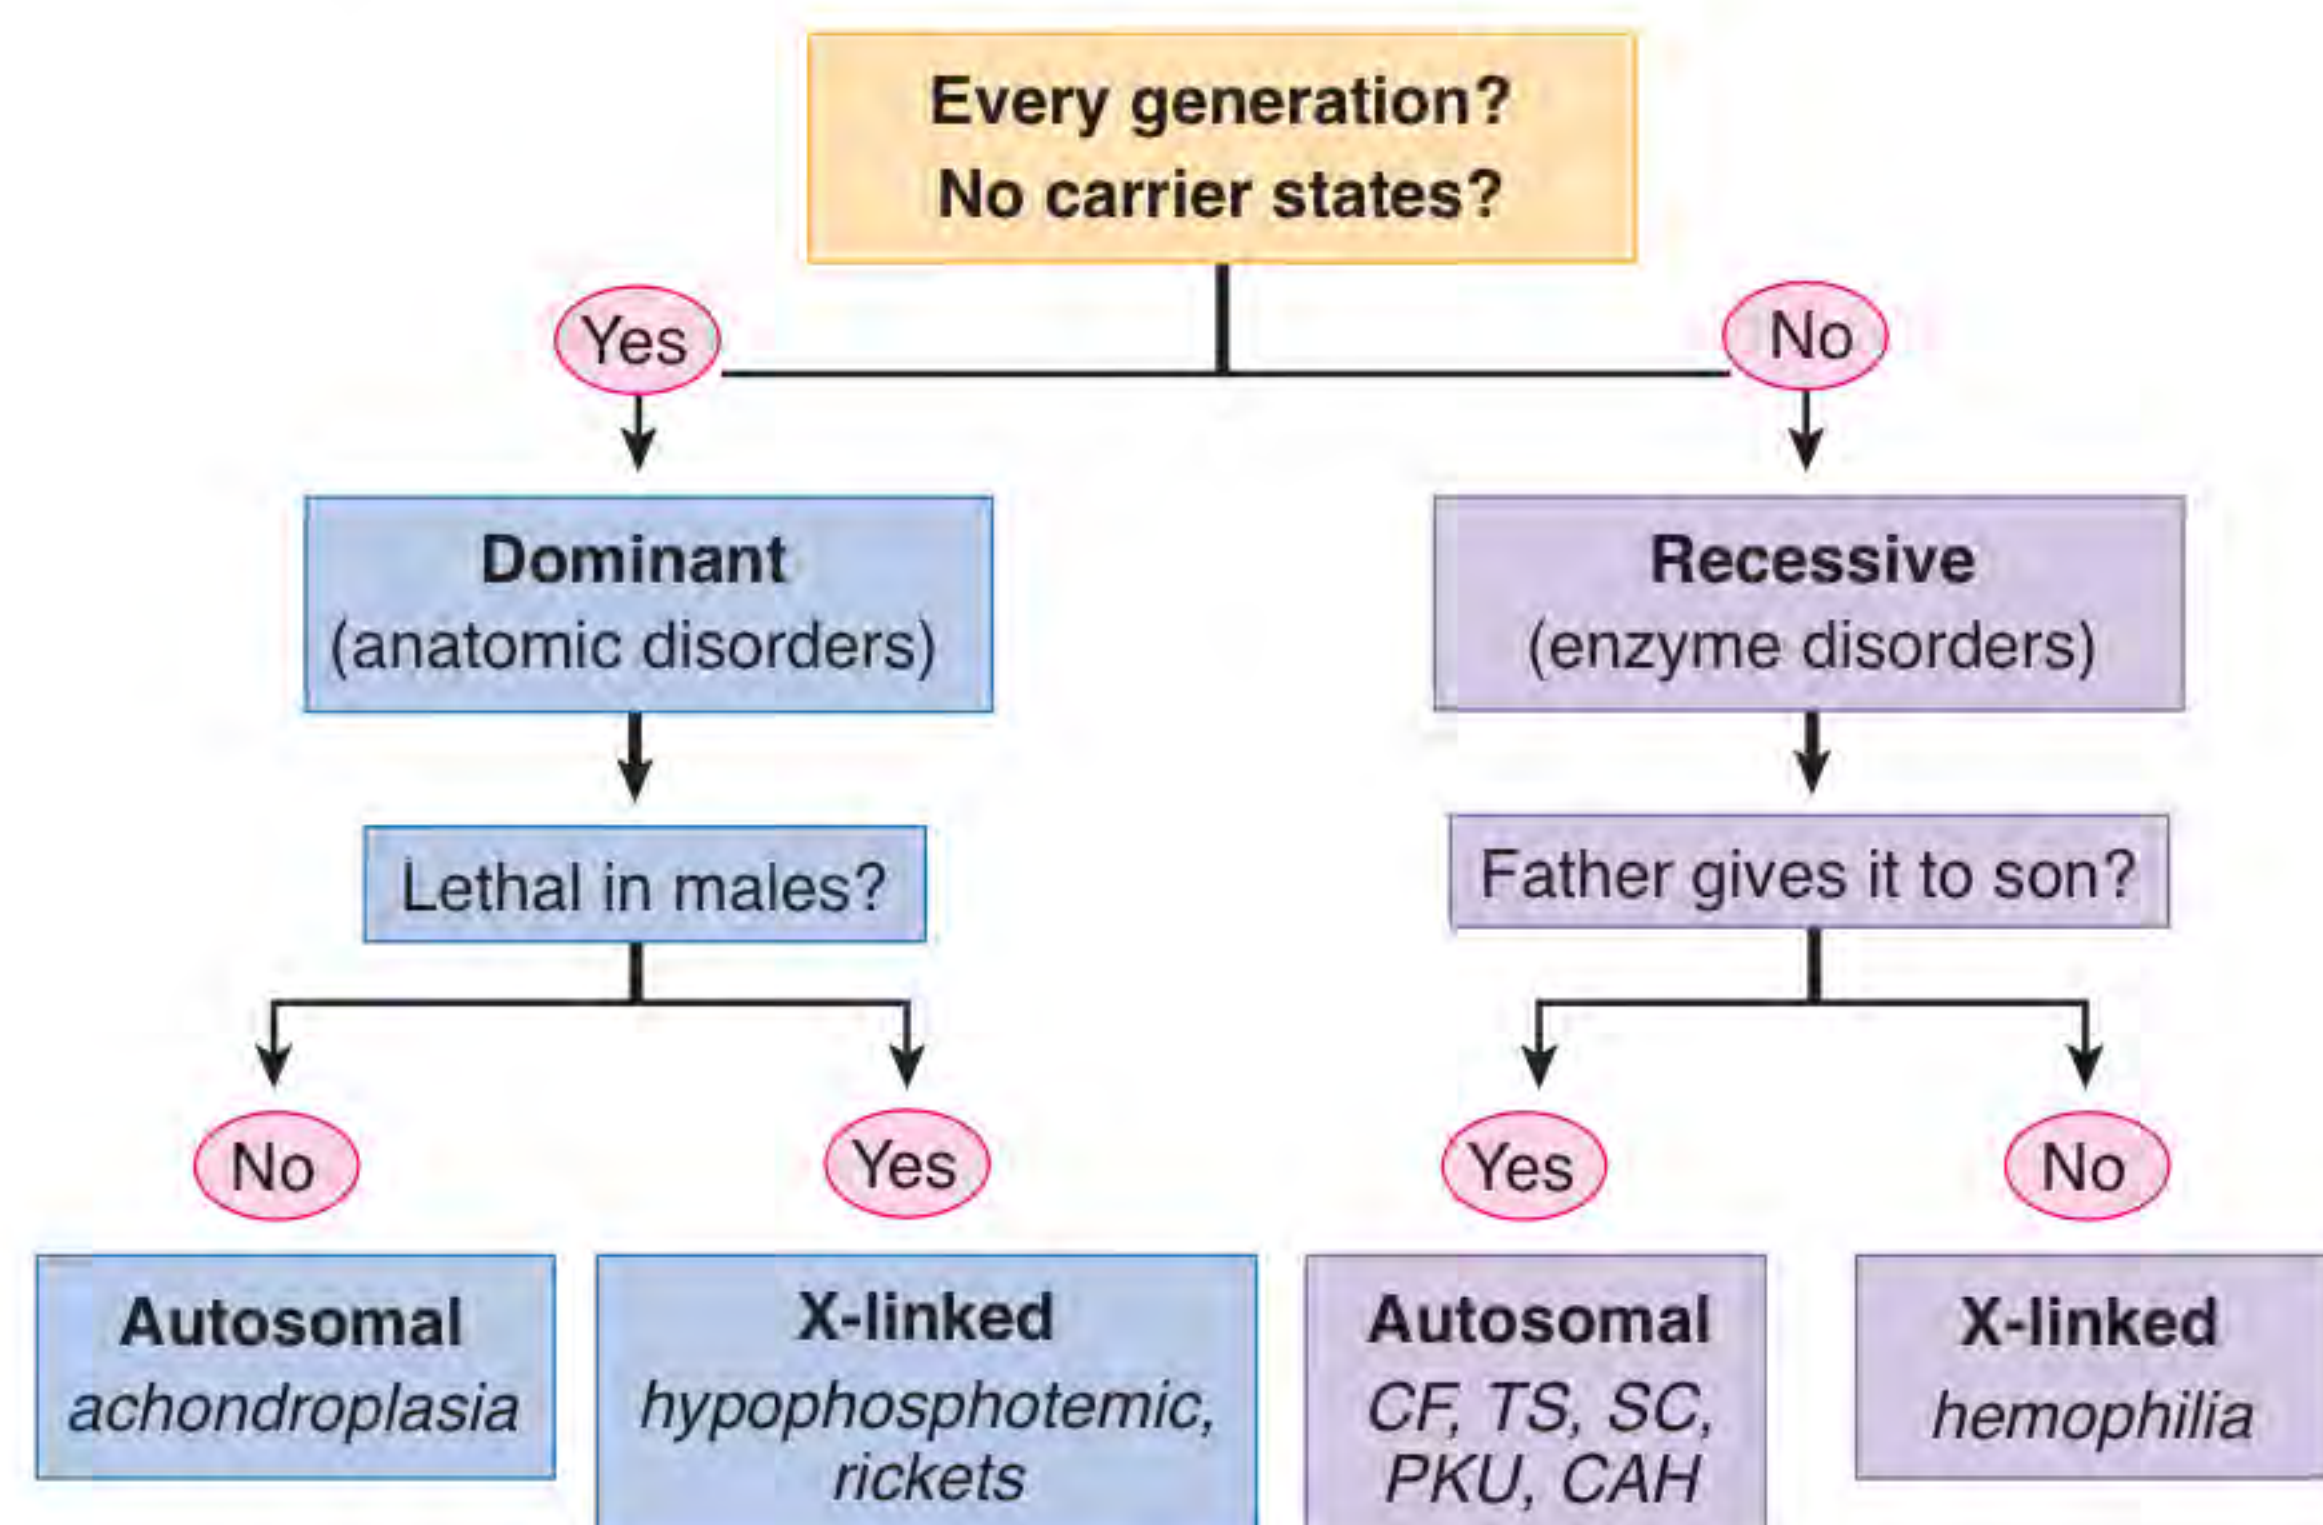 Every generation?
No carrier states?
Yes
No
Dominant
(anatomic disorders)
Recessive
(enzyme disorders)
Lethal in males?
Father gives it to son?
No
Yes
Yes
No
Autosomal
achondroplasia
X-linked
hypophosphotemic,
rickets
Autosomal
CF, TS, SC,
PKU, CAH
X-linked
hemophilia